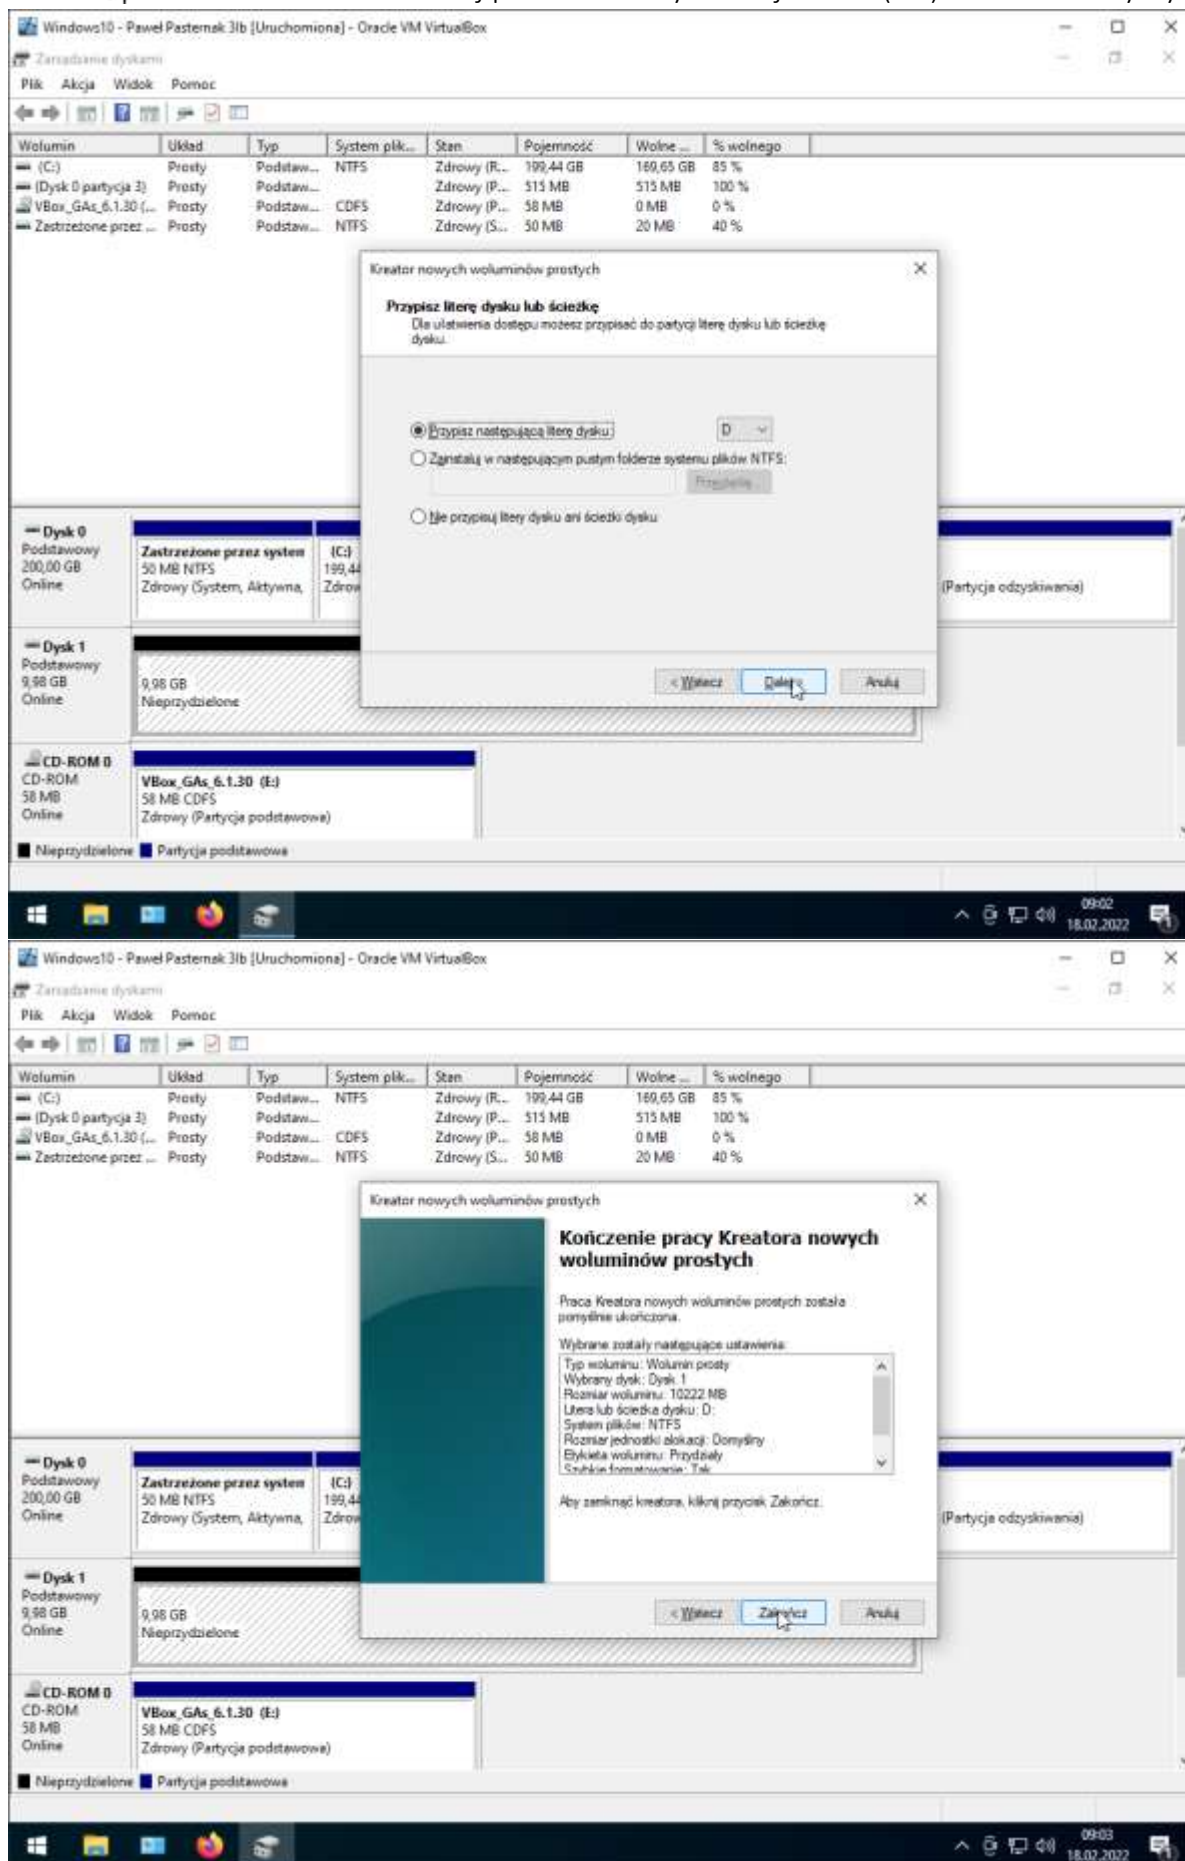 Windows10 - Paweł Pasternak 3lb [Uruchomiona] - Oracle VM VirtualBox
Zarządzanie dyskami
Plik Akcja Widok Pomoc
Wolumin Układ Typ System plik... Stan Pojemność Wolne ... % wolnego
(C:) Prosty Podstaw... NTFS Zdrowy (R... 199,44 GB 169,65 GB 85 %
(Dysk 0 partycja 3) Prosty Podstaw... Zdrowy (P... 515 MB 515 MB 100 %
VBox_GAs_6.1.30 (... Prosty Podstaw... CDFS Zdrowy (P... 58 MB 0 MB 0 %
Zastrzeżone przez ... Prosty Podstaw... NTFS Zdrowy (S... 50 MB 20 MB 40 %
Kreator nowych woluminów prostych
Przypisz literę dysku lub ścieżkę
Dla ułatwienia dostępu możesz przypisać do partycji literę dysku lub ścieżkę
dysku.
Przypisz następującą literę dysku: D
Zainstaluj w następującym pustym folderze systemu plików NTFS:
Przeglądaj...
Nie przypisuj litery dysku ani ścieżki dysku
< Wstecz Dalej > Anuluj
Dysk 0
Podstawowy
200,00 GB
Online
Zastrzeżone przez system
50 MB NTFS
Zdrowy (System, Aktywna,
(C:)
199,44
Zdrow
(Partycja odzyskiwania)
Dysk 1
Podstawowy
9,98 GB
Online
9,98 GB
Nieprzydzielone
CD-ROM 0
CD-ROM
58 MB
Online
VBox_GAs_6.1.30 (E:)
58 MB CDFS
Zdrowy (Partycja podstawowa)
Nieprzydzielone Partycja podstawowa
09:02
18.02.2022
1
Windows10 - Paweł Pasternak 3lb [Uruchomiona] - Oracle VM VirtualBox
Zarządzanie dyskami
Plik Akcja Widok Pomoc
Wolumin Układ Typ System plik... Stan Pojemność Wolne ... % wolnego
(C:) Prosty Podstaw... NTFS Zdrowy (R... 199,44 GB 169,65 GB 85 %
(Dysk 0 partycja 3) Prosty Podstaw... Zdrowy (P... 515 MB 515 MB 100 %
VBox_GAs_6.1.30 (... Prosty Podstaw... CDFS Zdrowy (P... 58 MB 0 MB 0 %
Zastrzeżone przez ... Prosty Podstaw... NTFS Zdrowy (S... 50 MB 20 MB 40 %
Kreator nowych woluminów prostych
Kończenie pracy Kreatora nowych
woluminów prostych
Praca Kreatora nowych woluminów prostych została
pomyślnie ukończona.
Wybrane zostały następujące ustawienia:
Typ woluminu: Wolumin prosty
Wybrany dysk: Dysk 1
Rozmiar woluminu: 10222 MB
Litera lub ścieżka dysku: D:
System plików: NTFS
Rozmiar jednostki alokacji: Domyślny
Etykieta woluminu: Przydziały
Szybkie formatowanie: Tak
Aby zamknąć kreatora, kliknij przycisk Zakończ.
< Wstecz Zakończ Anuluj
Dysk 0
Podstawowy
200,00 GB
Online
Zastrzeżone przez system
50 MB NTFS
Zdrowy (System, Aktywna,
(C:)
199,44
Zdrow
(Partycja odzyskiwania)
Dysk 1
Podstawowy
9,98 GB
Online
9,98 GB
Nieprzydzielone
CD-ROM 0
CD-ROM
58 MB
Online
VBox_GAs_6.1.30 (E:)
58 MB CDFS
Zdrowy (Partycja podstawowa)
Nieprzydzielone Partycja podstawowa
09:03
18.02.2022
1